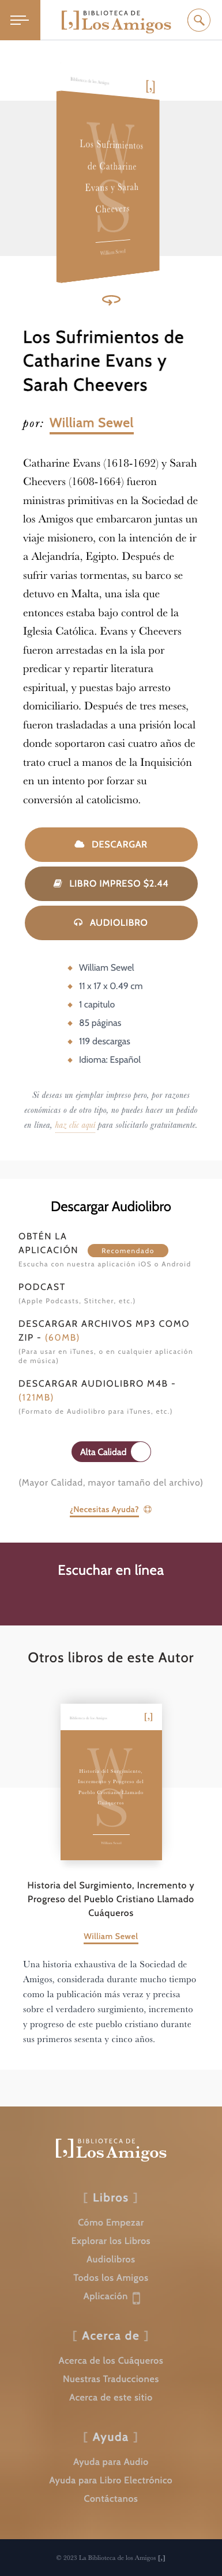 BIBLIOTECA DE
[,] Los Amigos
Biblioteca de los Amigos
[,]
Los Sufrimientos
de Catharine
Evans y Sarah
Cheevers
William Sewel
Los Sufrimientos de
Catharine Evans y
Sarah Cheevers
por: William Sewel
Catharine Evans (1618-1692) y Sarah
Cheevers (1608-1664) fueron
ministras primitivas en la Sociedad de
los Amigos que embarcaron juntas un
viaje misionero, con la intención de ir
a Alejandría, Egipto. Después de
sufrir varias tormentas, su barco se
detuvo en Malta, una isla que
entonces estaba bajo control de la
Iglesia Católica. Evans y Cheevers
fueron arrestadas en la isla por
predicar y repartir literatura
espiritual, y puestas bajo arresto
domiciliario. Después de tres meses,
fueron trasladadas a una prisión local
donde soportaron casi cuatro años de
trato cruel a manos de la Inquisición
en un intento por forzar su
conversión al catolicismo.
DESCARGAR
LIBRO IMPRESO $2.44
AUDIOLIBRO
William Sewel
11 x 17 x 0.49 cm
1 capitulo
85 páginas
119 descargas
Idioma: Español
Si deseas un ejemplar impreso pero, por razones
económicas o de otro tipo, no puedes hacer un pedido
en línea, haz clic aquí para solicitarlo gratuitamente.
Descargar Audiolibro
OBTÉN LA
APLICACIÓN Recomendado
Escucha con nuestra aplicación iOS o Android
PODCAST
(Apple Podcasts, Stitcher, etc.)
DESCARGAR ARCHIVOS MP3 COMO
ZIP - (60MB)
(Para usar en iTunes, o en cualquier aplicación
de música)
DESCARGAR AUDIOLIBRO M4B -
(121MB)
(Formato de Audiolibro para iTunes, etc.)
Alta Calidad
(Mayor Calidad, mayor tamaño del archivo)
¿Necesitas Ayuda?
Escuchar en línea
Otros libros de este Autor
Biblioteca de los Amigos
[,]
Historia del Surgimiento,
Incremento y Progreso del
Pueblo Cristiano Llamado
Cuáqueros
William Sewel
Historia del Surgimiento, Incremento y
Progreso del Pueblo Cristiano Llamado
Cuáqueros
William Sewel
Una historia exhaustiva de la Sociedad de
Amigos, considerada durante mucho tiempo
como la publicación más veraz y precisa
sobre el verdadero surgimiento, incremento
y progreso de este pueblo cristiano durante
sus primeros sesenta y cinco años.
BIBLIOTECA DE
[,] Los Amigos
[ Libros ]
Cómo Empezar
Explorar los Libros
Audiolibros
Todos los Amigos
Aplicación
[ Acerca de ]
Acerca de los Cuáqueros
Nuestras Traducciones
Acerca de este sitio
[ Ayuda ]
Ayuda para Audio
Ayuda para Libro Electrónico
Contáctanos
© 2023 La Biblioteca de los Amigos [,]